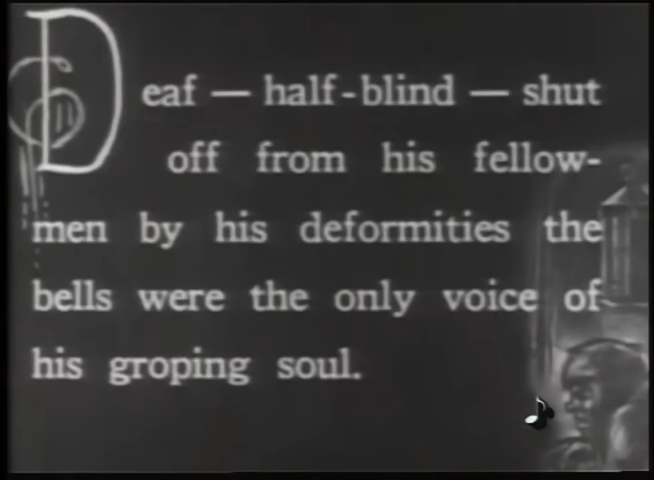 Deaf — half-blind — shut
off from his fellow-
men by his deformities the
bells were the only voice of
his groping soul.